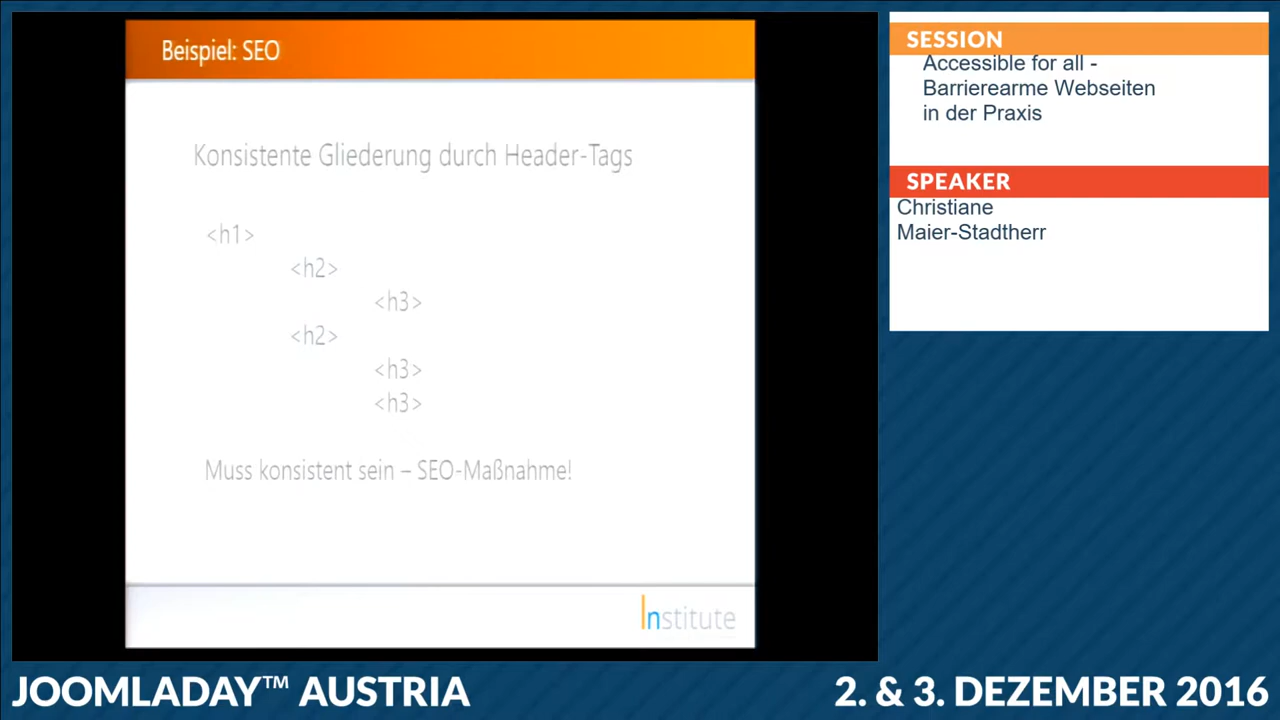 Beispiel: SEO
Konsistente Gliederung durch Header-Tags
<h1>
<h2>
<h3>
<h2>
<h3>
<h3>
Muss konsistent sein – SEO-Maßnahme!
Institute
SESSION
Accessible for all -
Barrierearme Webseiten
in der Praxis
SPEAKER
Christiane
Maier-Stadtherr
JOOMLADAY™ AUSTRIA
2. & 3. DEZEMBER 2016